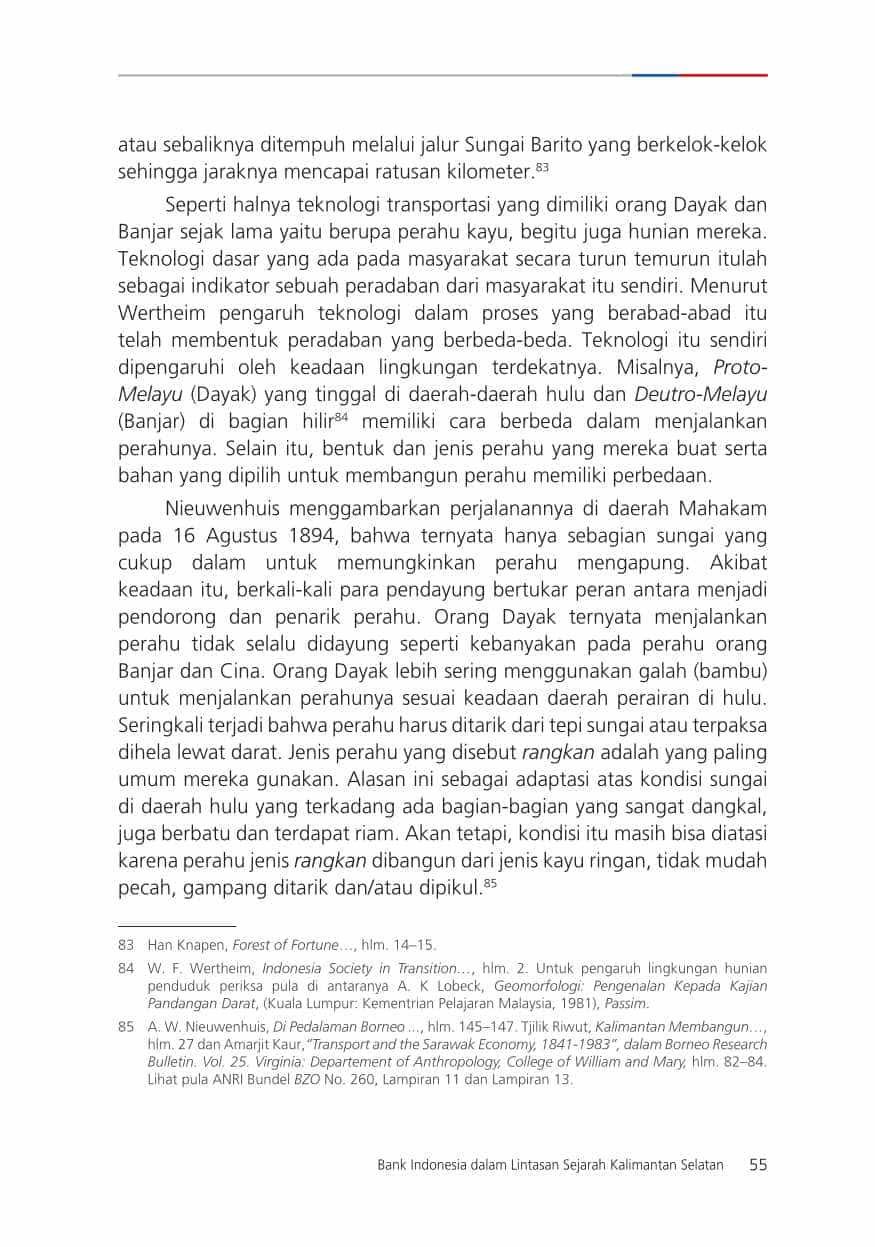 atau sebaliknya ditempuh melalui jalur Sungai Barito yang berkelok-kelok
sehingga jaraknya mencapai ratusan kilometer.⁸³
Seperti halnya teknologi transportasi yang dimiliki orang Dayak dan
Banjar sejak lama yaitu berupa perahu kayu, begitu juga hunian mereka.
Teknologi dasar yang ada pada masyarakat secara turun temurun itulah
sebagai indikator sebuah peradaban dari masyarakat itu sendiri. Menurut
Wertheim pengaruh teknologi dalam proses yang berabad-abad itu
telah membentuk peradaban yang berbeda-beda. Teknologi itu sendiri
dipengaruhi oleh keadaan lingkungan terdekatnya. Misalnya, Proto-
Melayu (Dayak) yang tinggal di daerah-daerah hulu dan Deutro-Melayu
(Banjar) di bagian hilir⁸⁴ memiliki cara berbeda dalam menjalankan
perahunya. Selain itu, bentuk dan jenis perahu yang mereka buat serta
bahan yang dipilih untuk membangun perahu memiliki perbedaan.
Nieuwenhuis menggambarkan perjalanannya di daerah Mahakam
pada 16 Agustus 1894, bahwa ternyata hanya sebagian sungai yang
cukup dalam untuk memungkinkan perahu mengapung. Akibat
keadaan itu, berkali-kali para pendayung bertukar peran antara menjadi
pendorong dan penarik perahu. Orang Dayak ternyata menjalankan
perahu tidak selalu didayung seperti kebanyakan pada perahu orang
Banjar dan Cina. Orang Dayak lebih sering menggunakan galah (bambu)
untuk menjalankan perahunya sesuai keadaan daerah perairan di hulu.
Seringkali terjadi bahwa perahu harus ditarik dari tepi sungai atau terpaksa
dihela lewat darat. Jenis perahu yang disebut rangkan adalah yang paling
umum mereka gunakan. Alasan ini sebagai adaptasi atas kondisi sungai
di daerah hulu yang terkadang ada bagian-bagian yang sangat dangkal,
juga berbatu dan terdapat riam. Akan tetapi, kondisi itu masih bisa diatasi
karena perahu jenis rangkan dibangun dari jenis kayu ringan, tidak mudah
pecah, gampang ditarik dan/atau dipikul.⁸⁵
83 Han Knapen, Forest of Fortune…, hlm. 14–15.
84 W. F. Wertheim, Indonesia Society in Transition…, hlm. 2. Untuk pengaruh lingkungan hunian
penduduk periksa pula di antaranya A. K Lobeck, Geomorfologi: Pengenalan Kepada Kajian
Pandangan Darat, (Kuala Lumpur: Kementrian Pelajaran Malaysia, 1981), Passim.
85 A. W. Nieuwenhuis, Di Pedalaman Borneo ..., hlm. 145–147. Tjilik Riwut, Kalimantan Membangun…,
hlm. 27 dan Amarjit Kaur,“Transport and the Sarawak Economy, 1841-1983”, dalam Borneo Research
Bulletin. Vol. 25. Virginia: Departement of Anthropology, College of William and Mary, hlm. 82–84.
Lihat pula ANRI Bundel BZO No. 260, Lampiran 11 dan Lampiran 13.
Bank Indonesia dalam Lintasan Sejarah Kalimantan Selatan 55